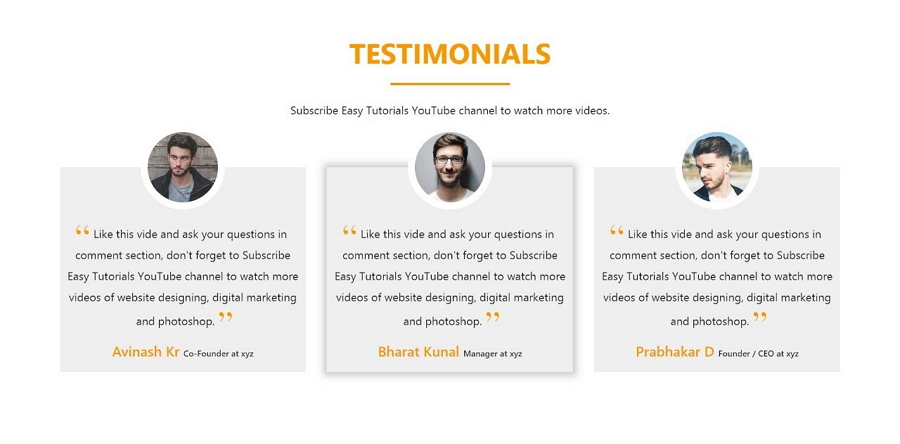 TESTIMONIALS
Subscribe Easy Tutorials YouTube channel to watch more videos.
“ Like this vide and ask your questions in
comment section, don't forget to Subscribe
Easy Tutorials YouTube channel to watch more
videos of website designing, digital marketing
and photoshop. ”
Avinash Kr Co-Founder at xyz
“ Like this vide and ask your questions in
comment section, don't forget to Subscribe
Easy Tutorials YouTube channel to watch more
videos of website designing, digital marketing
and photoshop. ”
Bharat Kunal Manager at xyz
“ Like this vide and ask your questions in
comment section, don't forget to Subscribe
Easy Tutorials YouTube channel to watch more
videos of website designing, digital marketing
and photoshop. ”
Prabhakar D Founder / CEO at xyz